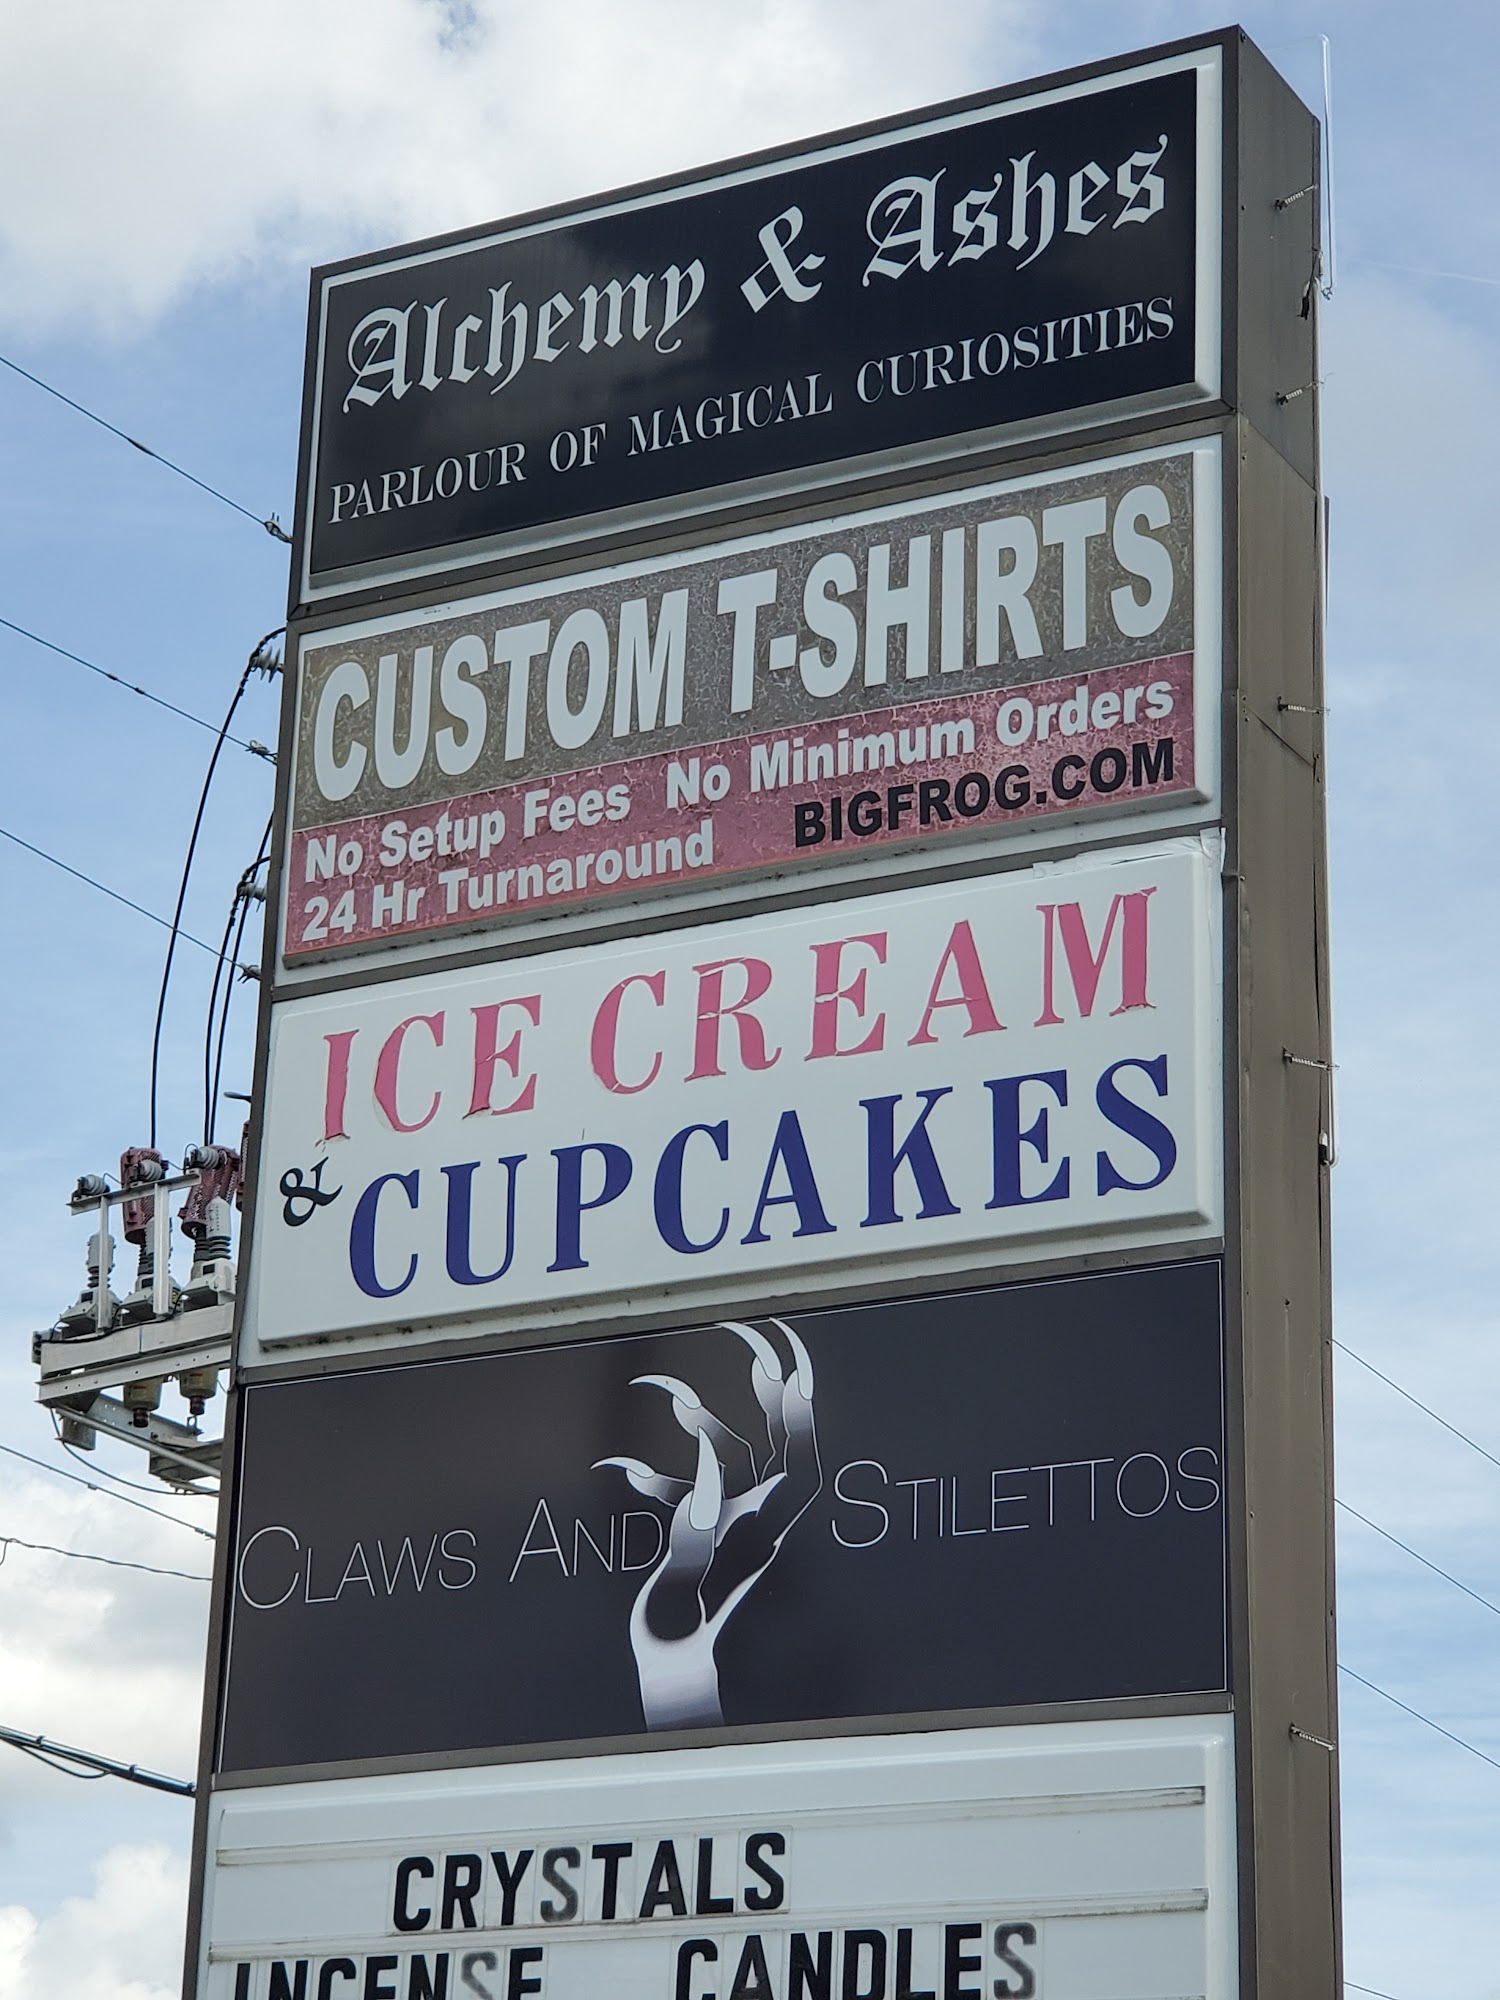 Alchemy & Ashes
PARLOUR OF MAGICAL CURIOSITIES
CUSTOM T-SHIRTS
No Setup Fees No Minimum Orders
24 Hr Turnaround BIGFROG.COM
ICE CREAM
& CUPCAKES
CLAWS AND STILETTOS
CRYSTALS
INCENSE CANDLES